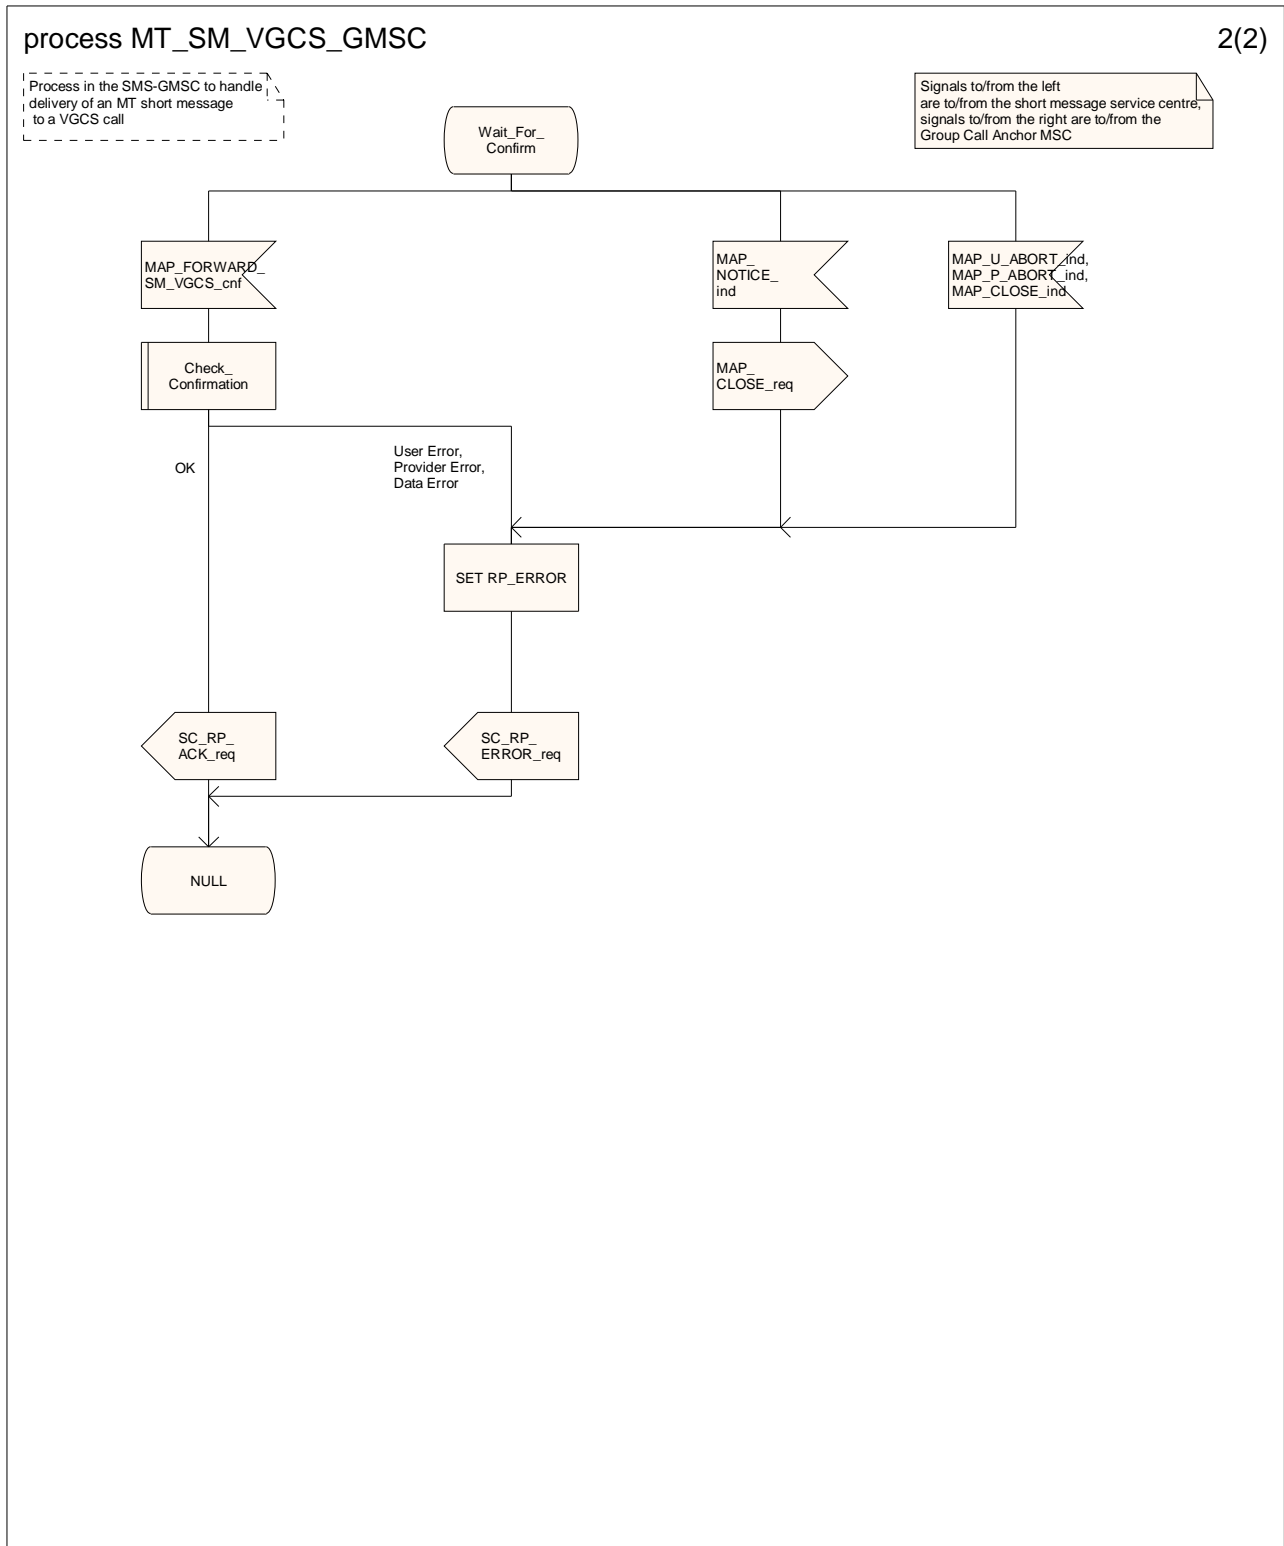 process MT_SM_VGCS_GMSC
2(2)
Process in the SMS-GMSC to handle
delivery of an MT short message
to a VGCS call
Signals to/from the left
are to/from the short message service centre,
signals to/from the right are to/from the
Group Call Anchor MSC
Wait_For_
Confirm
MAP_FORWARD_
SM_VGCS_cnf
MAP_
NOTICE_
ind
MAP_U_ABORT_ind,
MAP_P_ABORT_ind,
MAP_CLOSE_ind
Check_
Confirmation
MAP_
CLOSE_req
OK
User Error,
Provider Error,
Data Error
SET RP_ERROR
SC_RP_
ACK_req
SC_RP_
ERROR_req
NULL